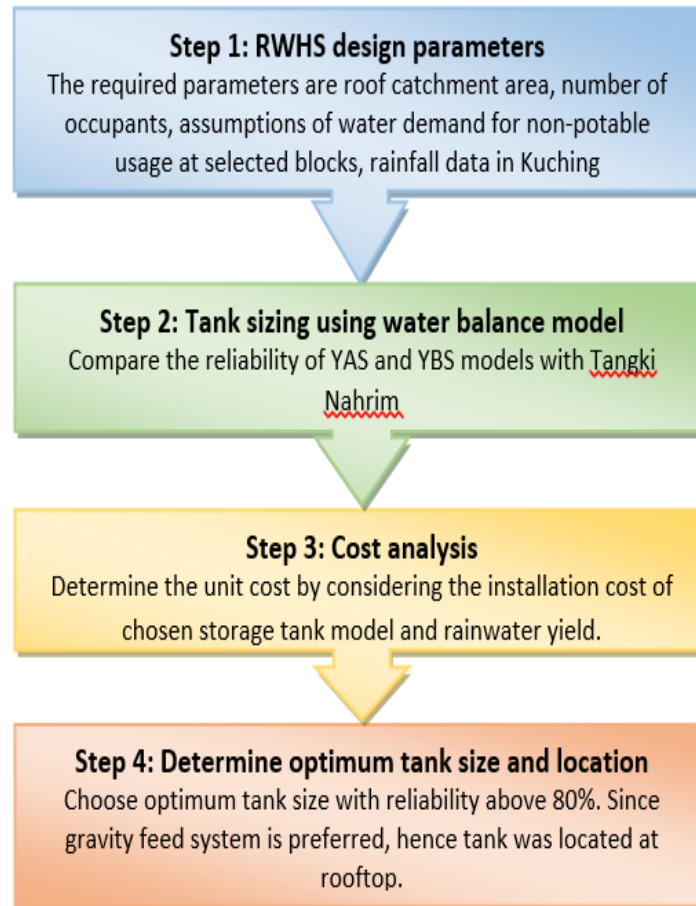 Step 1: RWHS design parameters
The required parameters are roof catchment area, number of
occupants, assumptions of water demand for non-potable
usage at selected blocks, rainfall data in Kuching
Step 2: Tank sizing using water balance model
Compare the reliability of YAS and YBS models with Tangki
Nahrim
Step 3: Cost analysis
Determine the unit cost by considering the installation cost of
chosen storage tank model and rainwater yield.
Step 4: Determine optimum tank size and location
Choose optimum tank size with reliability above 80%. Since
gravity feed system is preferred, hence tank was located at
rooftop.